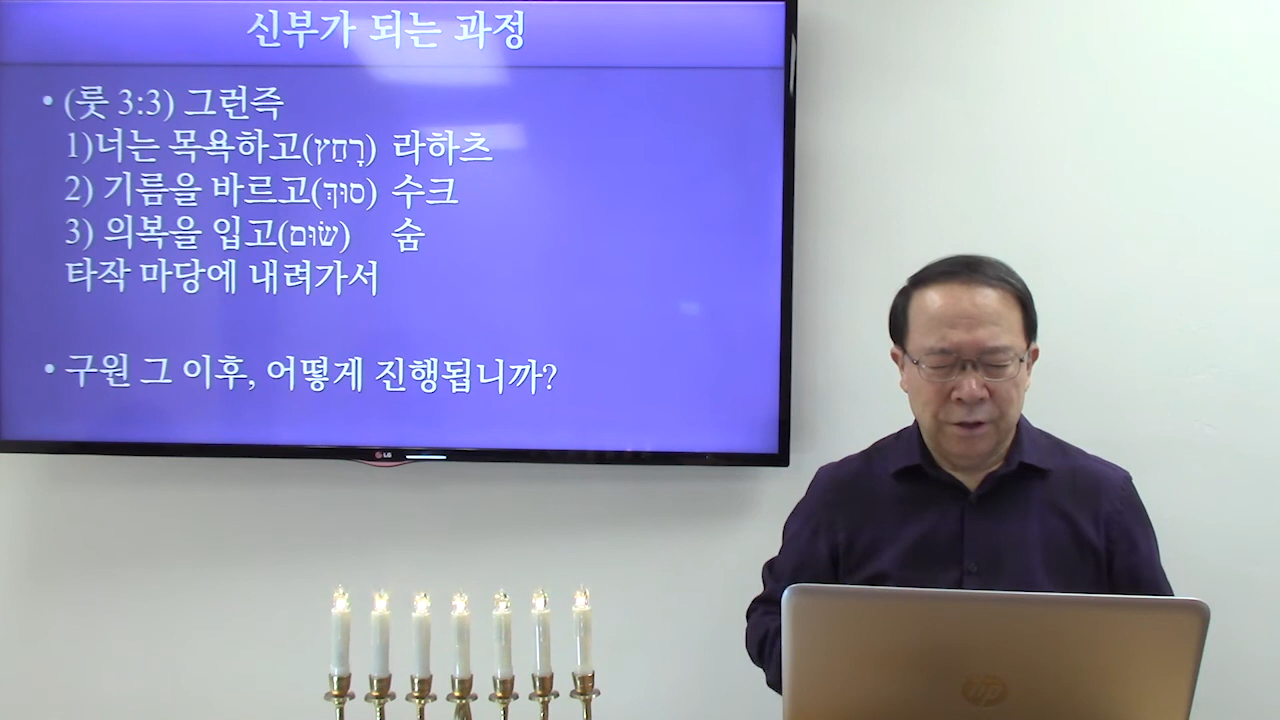 신부가 되는 과정
• (룻 3:3) 그런즉
1)너는 목욕하고(רָחַץ) 라하츠
2) 기름을 바르고(סוּךְ) 수크
3) 의복을 입고(שׂוּם) 숨
타작 마당에 내려가서
• 구원 그 이후, 어떻게 진행됩니까?
LG
hp